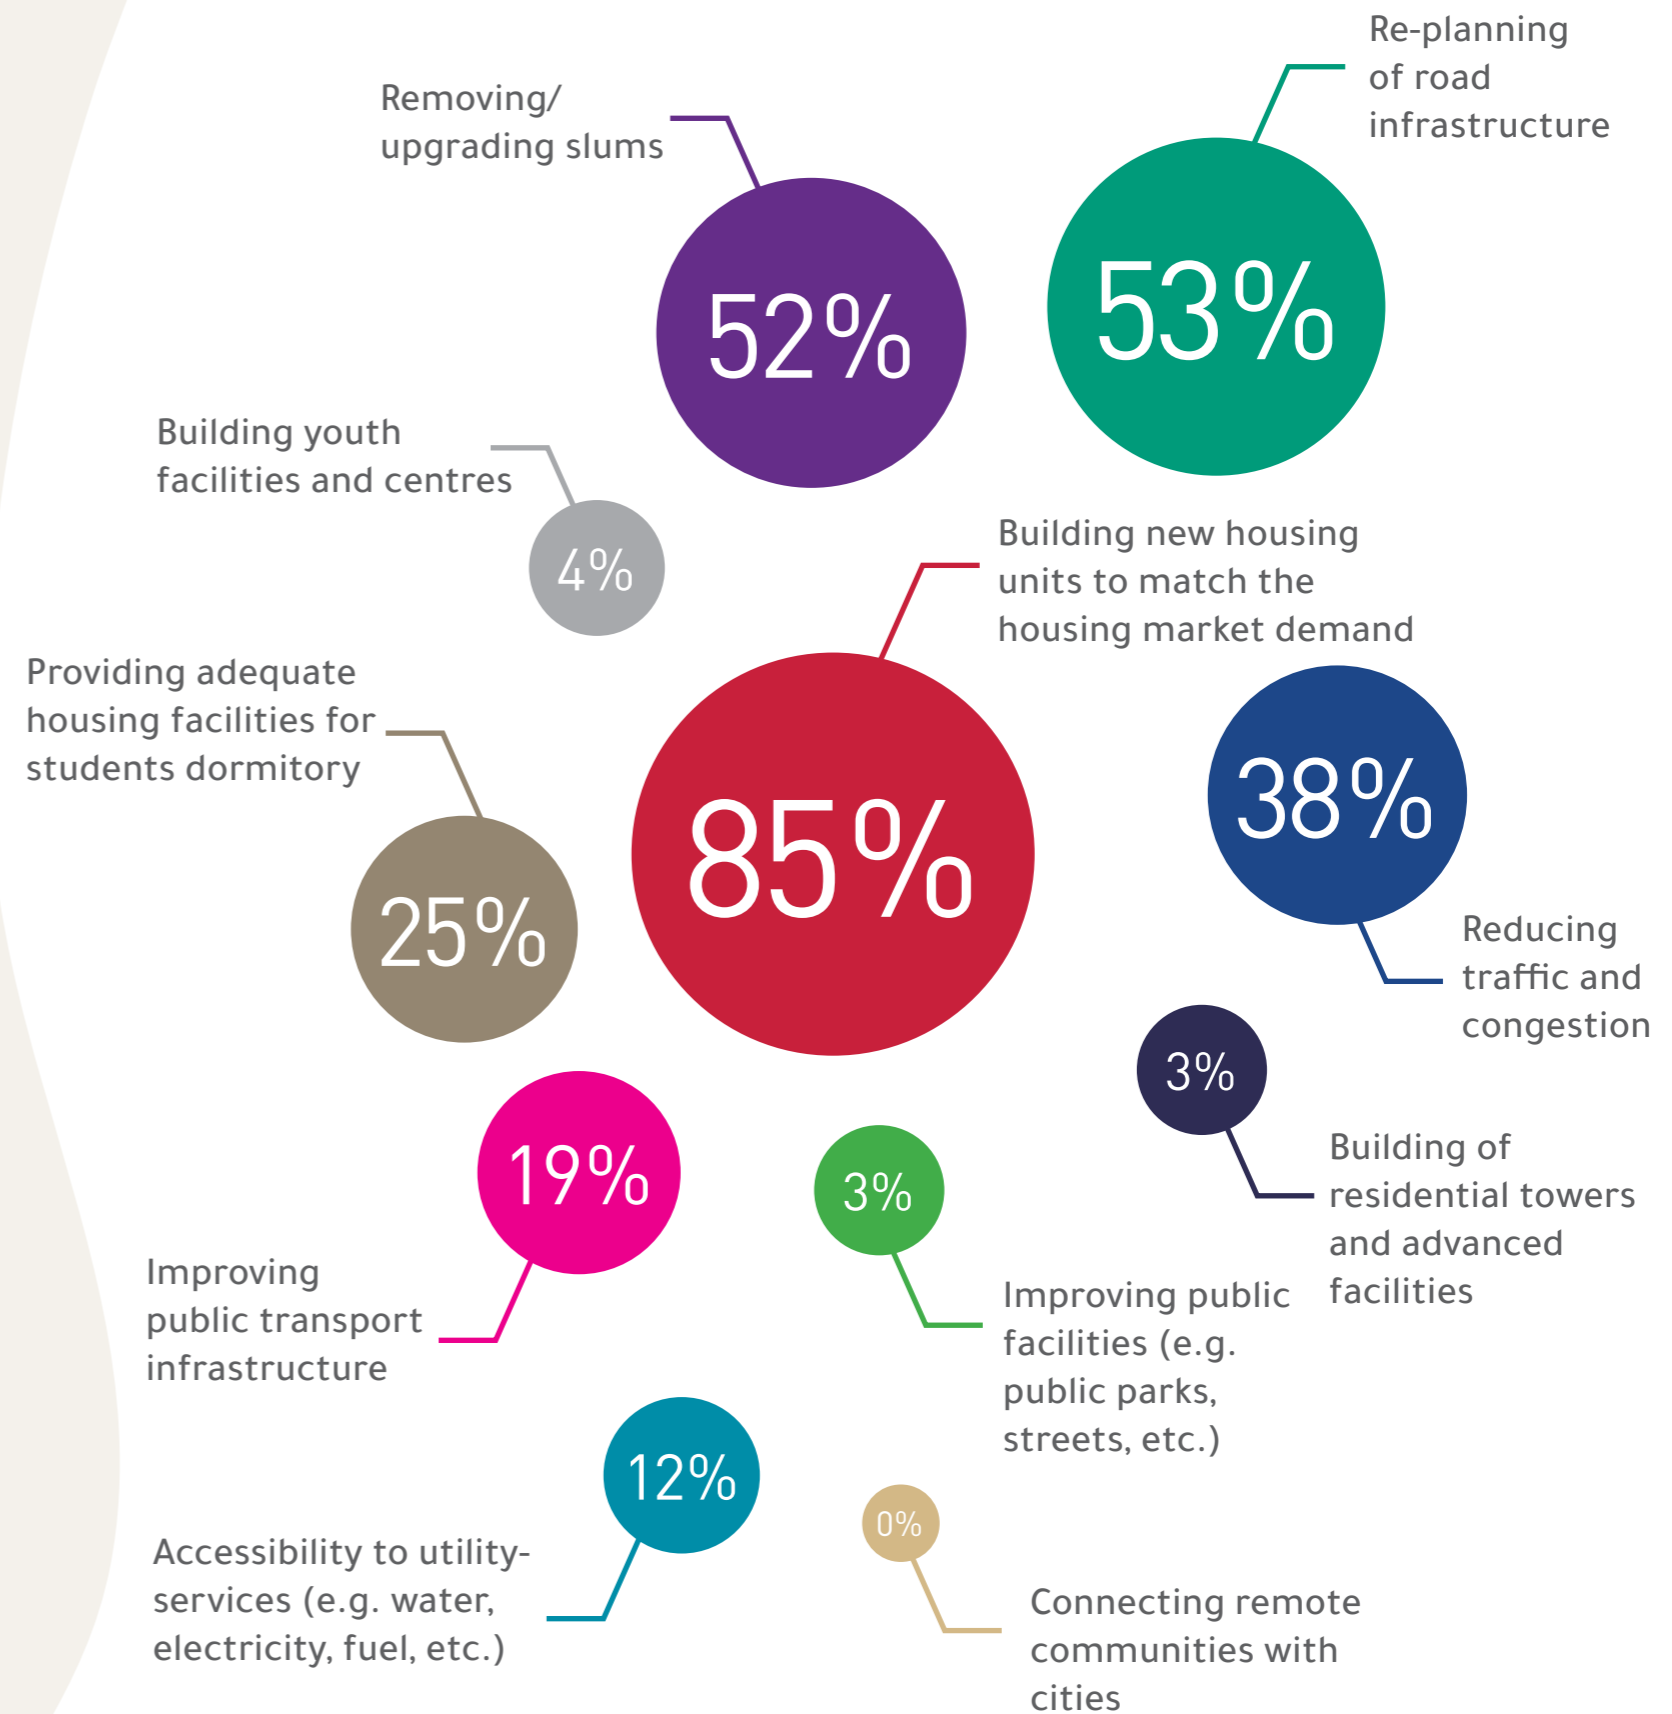 Re-planning
of road
infrastructure
53%
Removing/
upgrading slums
52%
Building youth
facilities and centres
4%
Building new housing
units to match the
housing market demand
85%
Providing adequate
housing facilities for
students dormitory
25%
38%
Reducing
traffic and
congestion
3%
Building of
residential towers
and advanced
facilities
19%
Improving
public transport
infrastructure
3%
Improving public
facilities (e.g.
public parks,
streets, etc.)
12%
Accessibility to utility-
services (e.g. water,
electricity, fuel, etc.)
0%
Connecting remote
communities with
cities